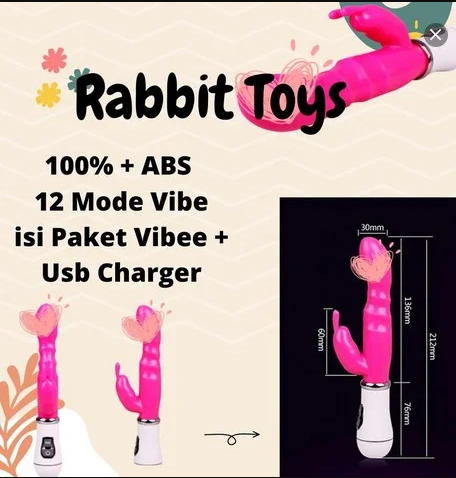 Rabbit Toys
100% + ABS
12 Mode Vibe
isi Paket Vibee +
Usb Charger
30mm
136mm
60mm
212mm
76mm